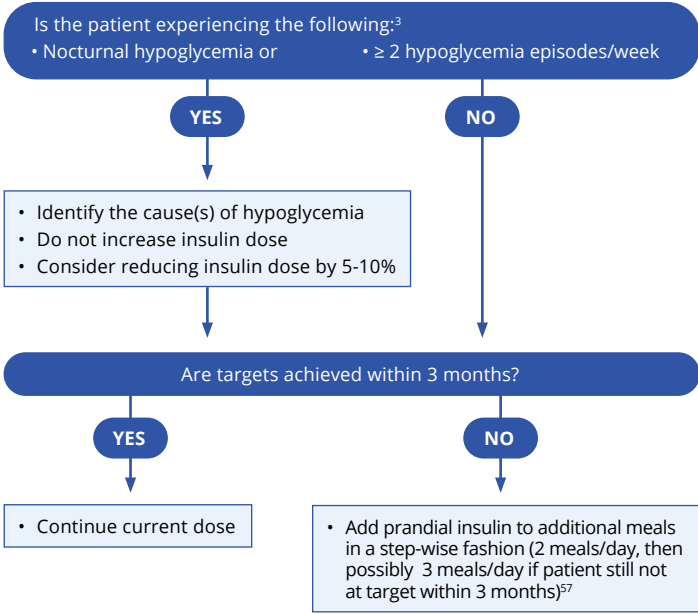 Is the patient experiencing the following:³
• Nocturnal hypoglycemia or • ≥ 2 hypoglycemia episodes/week
YES
NO
• Identify the cause(s) of hypoglycemia
• Do not increase insulin dose
• Consider reducing insulin dose by 5-10%
Are targets achieved within 3 months?
YES
NO
• Continue current dose
• Add prandial insulin to additional meals
in a step-wise fashion (2 meals/day, then
possibly 3 meals/day if patient still not
at target within 3 months)⁵⁷